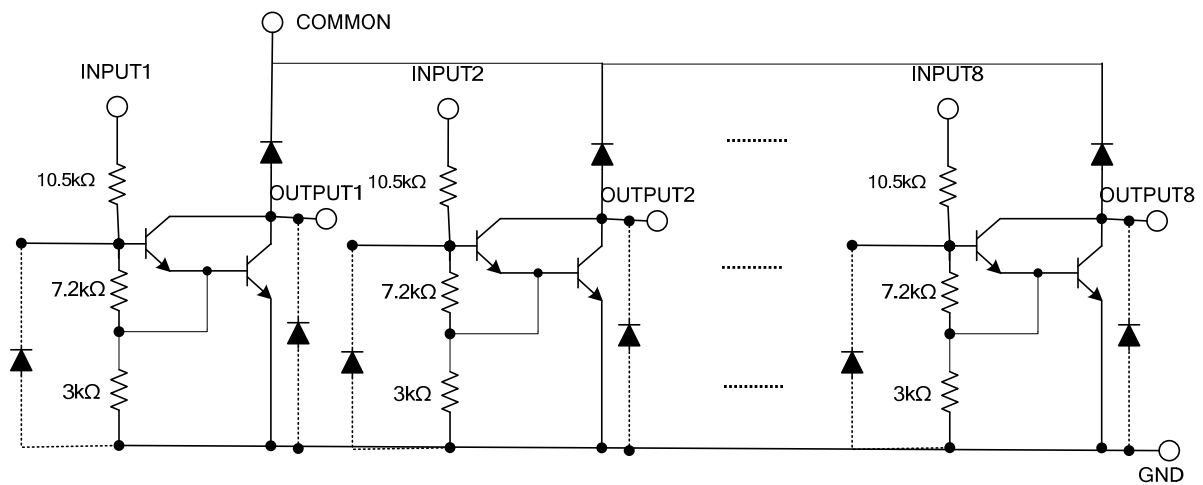 COMMON
INPUT1
INPUT2
INPUT8
10.5kΩ
10.5kΩ
10.5kΩ
OUTPUT1
OUTPUT2
OUTPUT8
7.2kΩ
7.2kΩ
7.2kΩ
3kΩ
3kΩ
3kΩ
GND